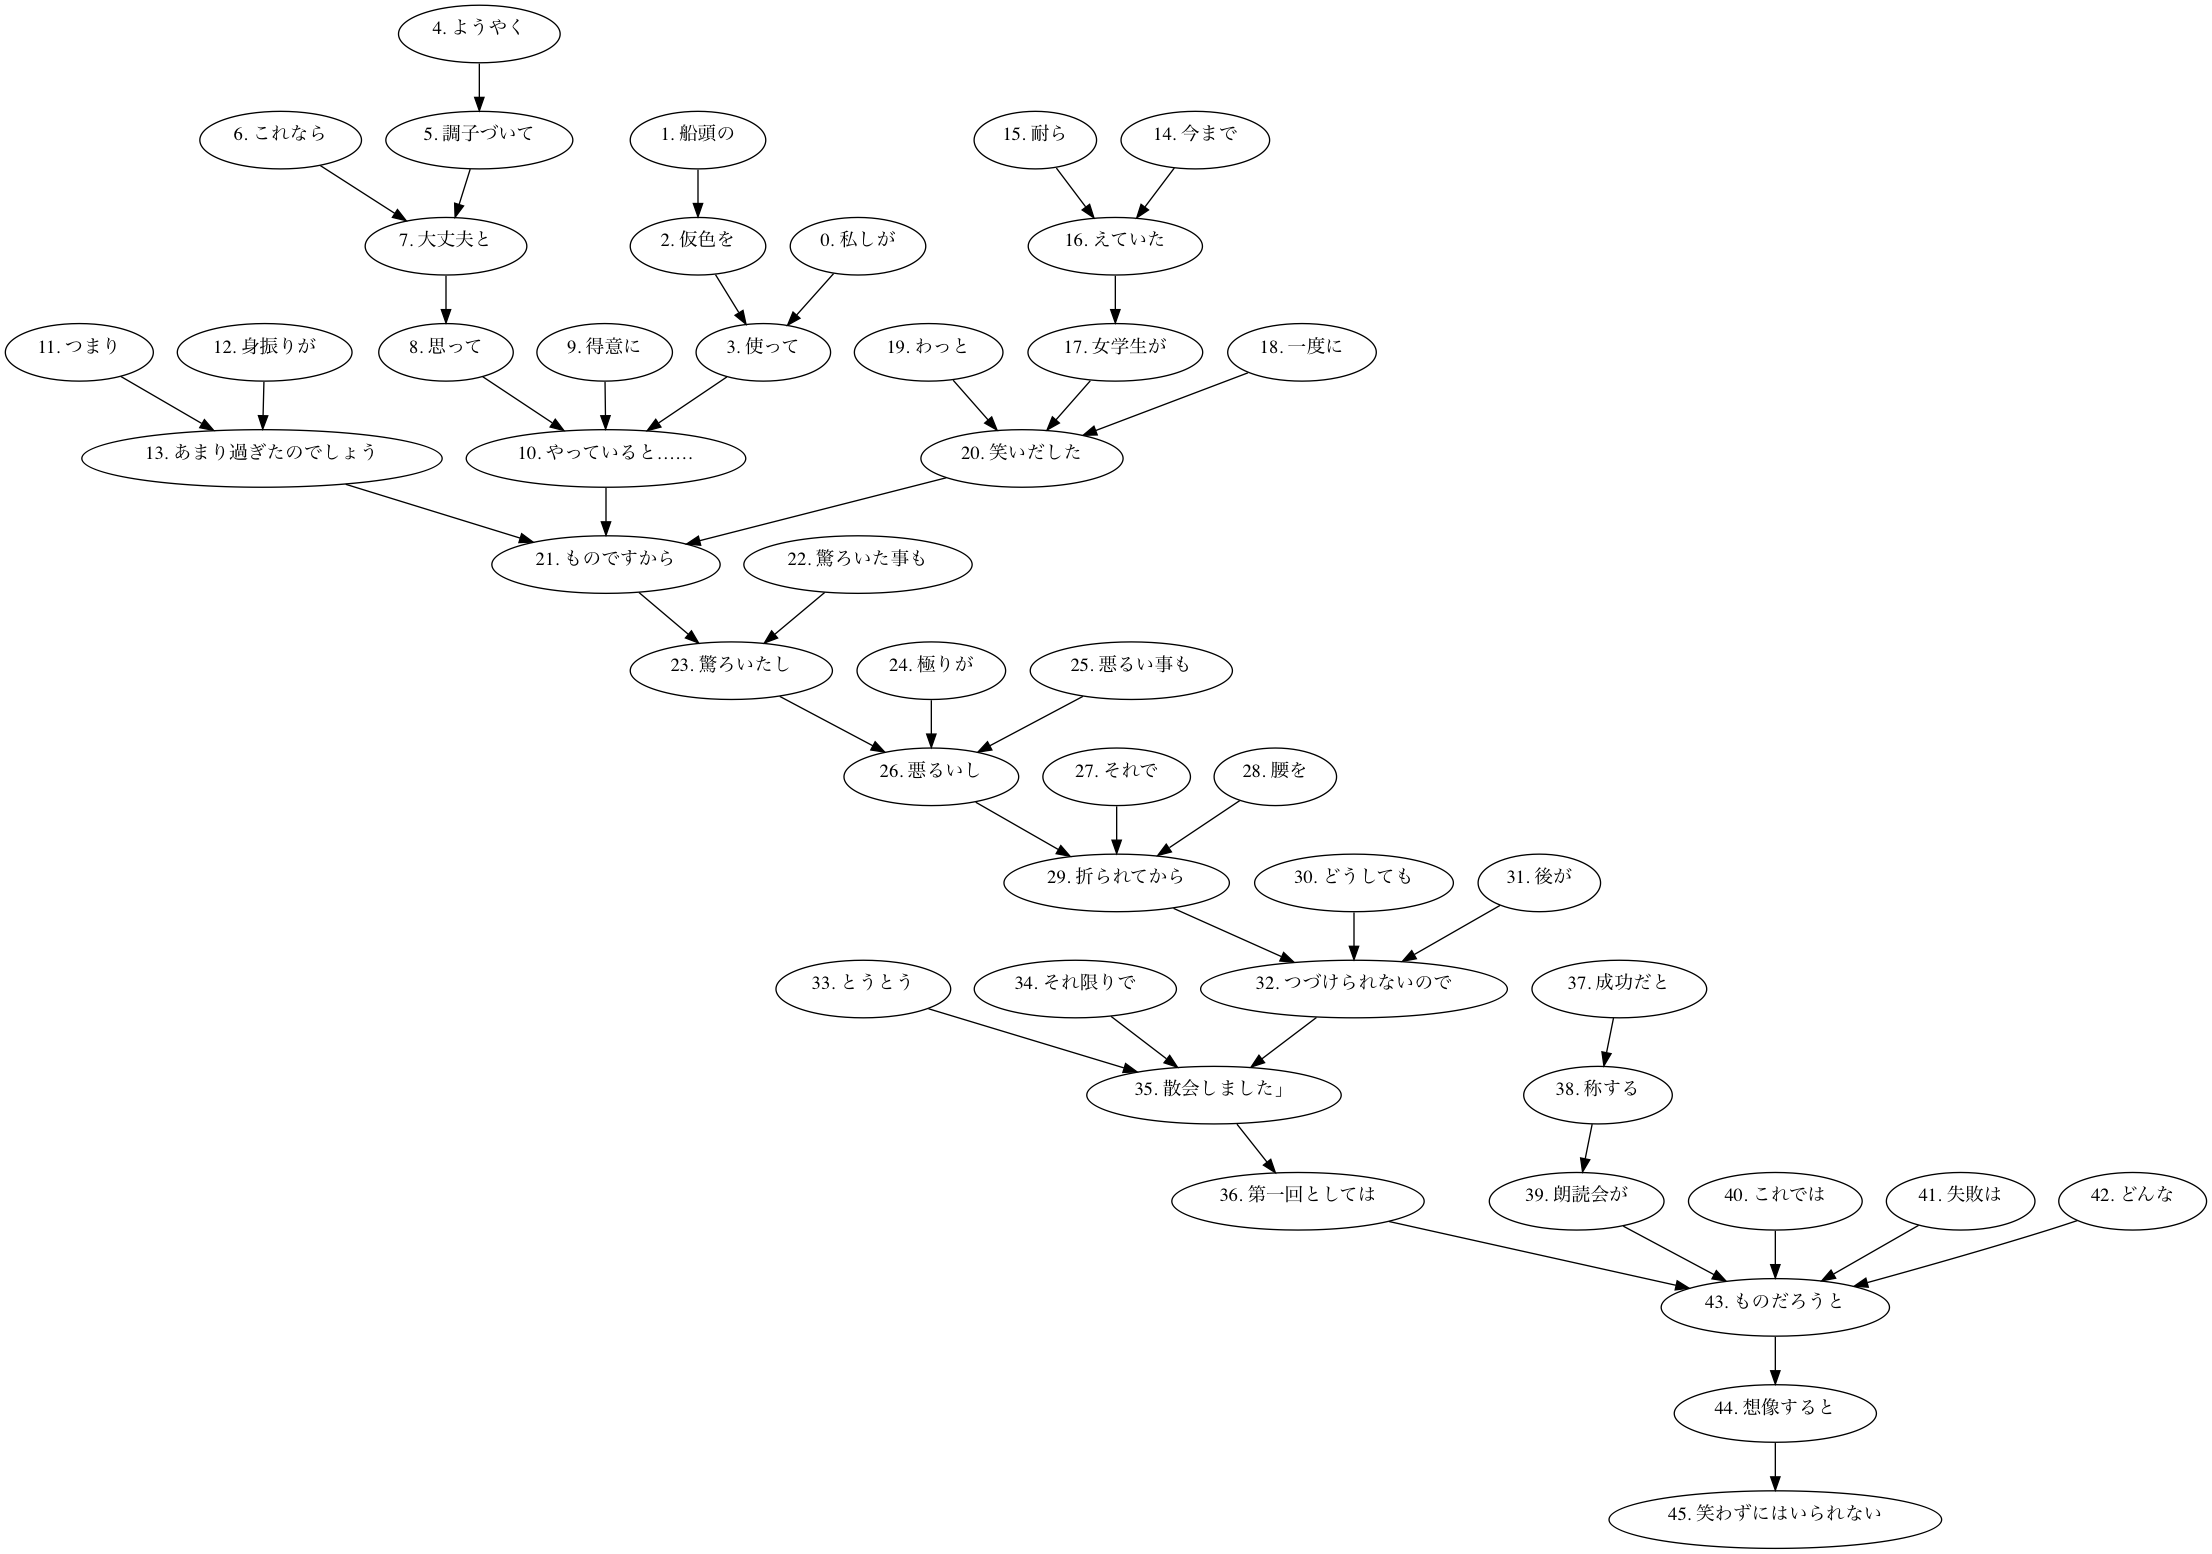 4. ようやく
6. これなら
5. 調子づいて
1. 船頭の
15. 耐ら
14. 今まで
7. 大丈夫と
2. 仮色を
0. 私しが
16. えていた
11. つまり
12. 身振りが
8. 思って
9. 得意に
3. 使って
19. わっと
17. 女学生が
18. 一度に
13. あまり過ぎたのでしょう
10. やっていると……
20. 笑いだした
21. ものですから
22. 驚ろいた事も
23. 驚ろいたし
24. 極りが
25. 悪るい事も
26. 悪るいし
27. それで
28. 腰を
29. 折られてから
30. どうしても
31. 後が
33. とうとう
34. それ限りで
32. つづけられないので
37. 成功だと
35. 散会しました」
38. 称する
36. 第一回としては
39. 朗読会が
40. これでは
41. 失敗は
42. どんな
43. ものだろうと
44. 想像すると
45. 笑わずにはいられない